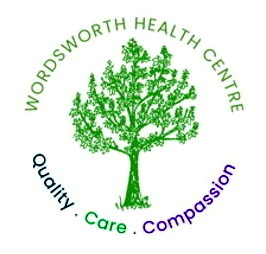 WORDSWORTH HEALTH CENTRE
Quality . Care . Compassion